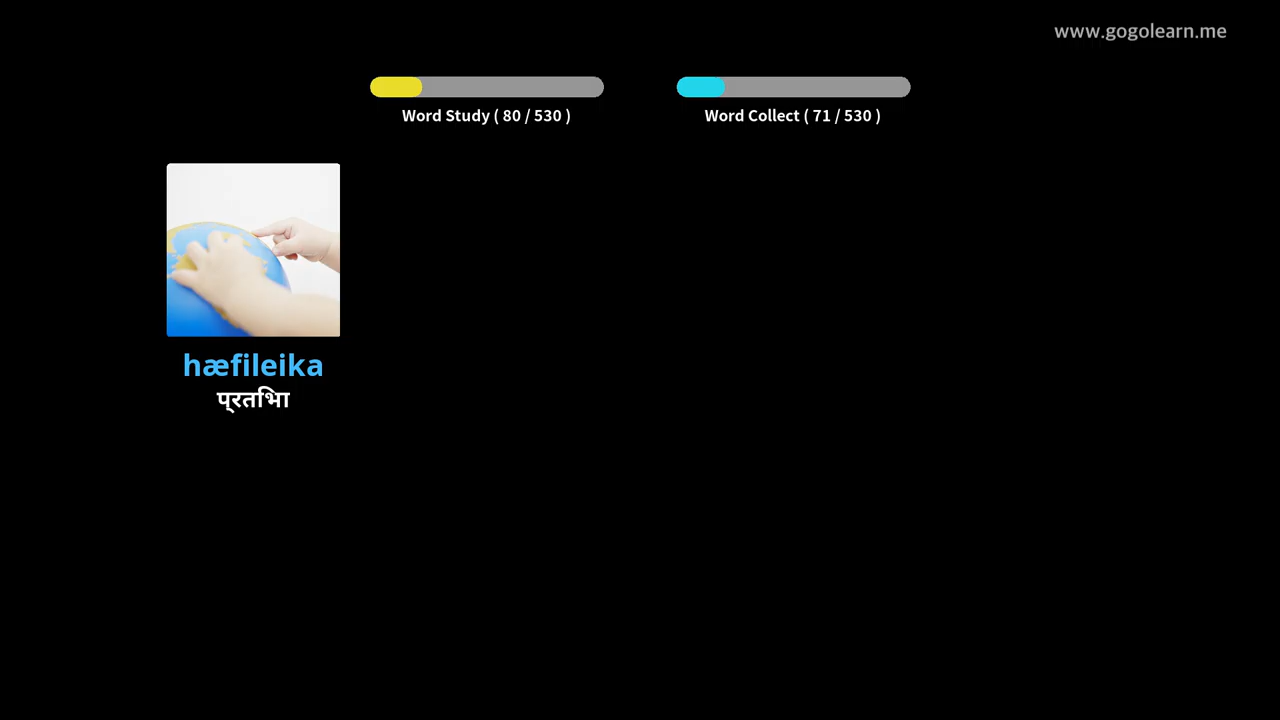 www.gogolearn.me
Word Study ( 80 / 530 )
Word Collect ( 71 / 530 )
hæfileika
प्रतिभा